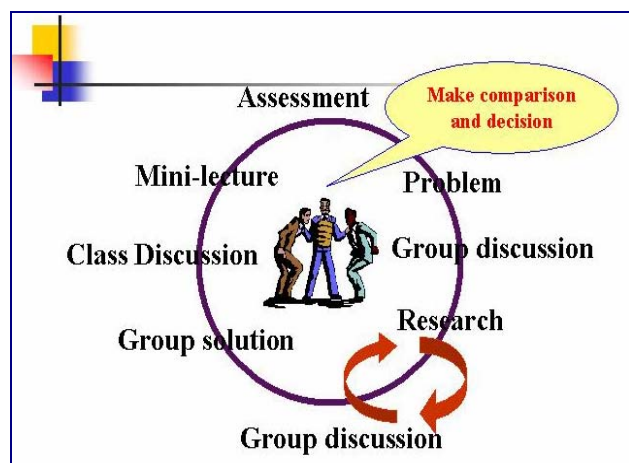 Assessment
Make comparison
and decision
Mini-lecture
Problem
Class Discussion
Group discussion
Research
Group solution
Group discussion